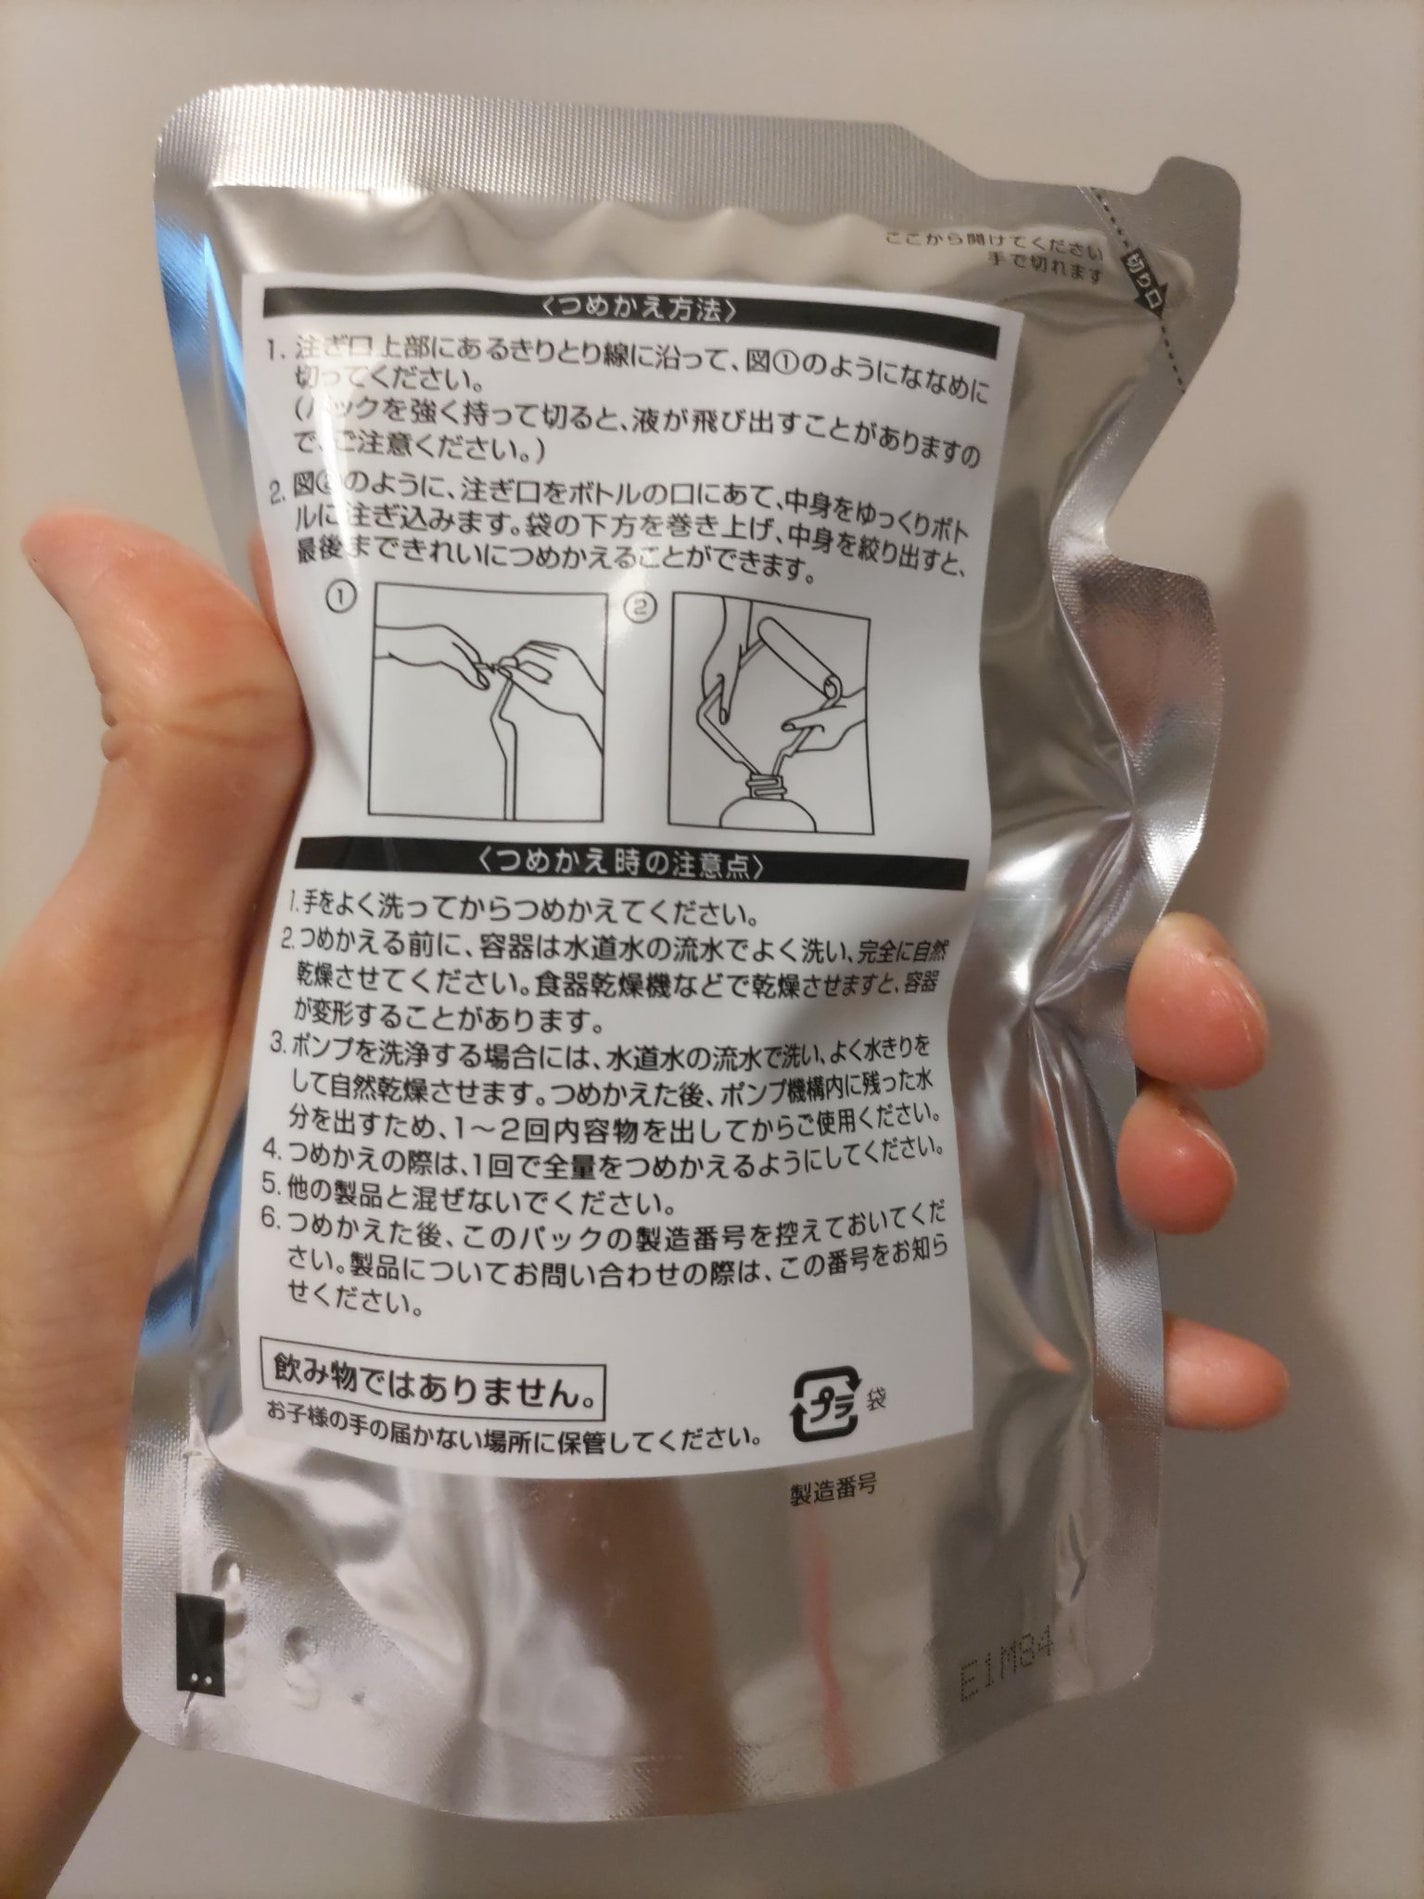 ここから開けてください
手で切れます
切り口
〈つめかえ方法〉
1. 注ぎ口上部にあるきりとり線に沿って、図①のようにななめに
切ってください。
(パックを強く持って切ると、液が飛び出すことがありますの
で、ご注意ください。)
2. 図②のように、注ぎ口をボトルの口にあて、中身をゆっくりボト
ルに注ぎ込みます。袋の下方を巻き上げ、中身を絞り出すと、
最後まできれいにつめかえることができます。
① ②
〈つめかえ時の注意点〉
1. 手をよく洗ってからつめかえてください。
2. つめかえる前に、容器は水道水の流水でよく洗い、完全に自然
乾燥させてください。食器乾燥機などで乾燥させますと、容器
が変形することがあります。
3. ポンプを洗浄する場合には、水道水の流水で洗い、よく水きりを
して自然乾燥させます。つめかえた後、ポンプ機構内に残った水
分を出すため、1〜2回内容物を出してからご使用ください。
4. つめかえの際は、1回で全量をつめかえるようにしてください。
5. 他の製品と混ぜないでください。
6. つめかえた後、このパックの製造番号を控えておいてくだ
さい。製品についてお問い合わせの際は、この番号をお知ら
せください。
飲み物ではありません。
お子様の手の届かない場所に保管してください。
プラ 袋
製造番号
E1M84